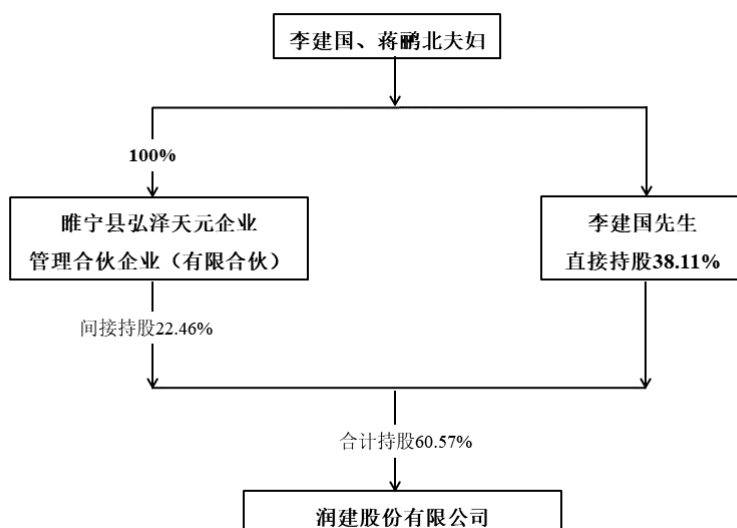 李建国、蒋鹂北夫妇
100%
睢宁县弘泽天元企业
管理合伙企业（有限合伙）
李建国先生
直接持股38.11%
间接持股22.46%
合计持股60.57%
润建股份有限公司